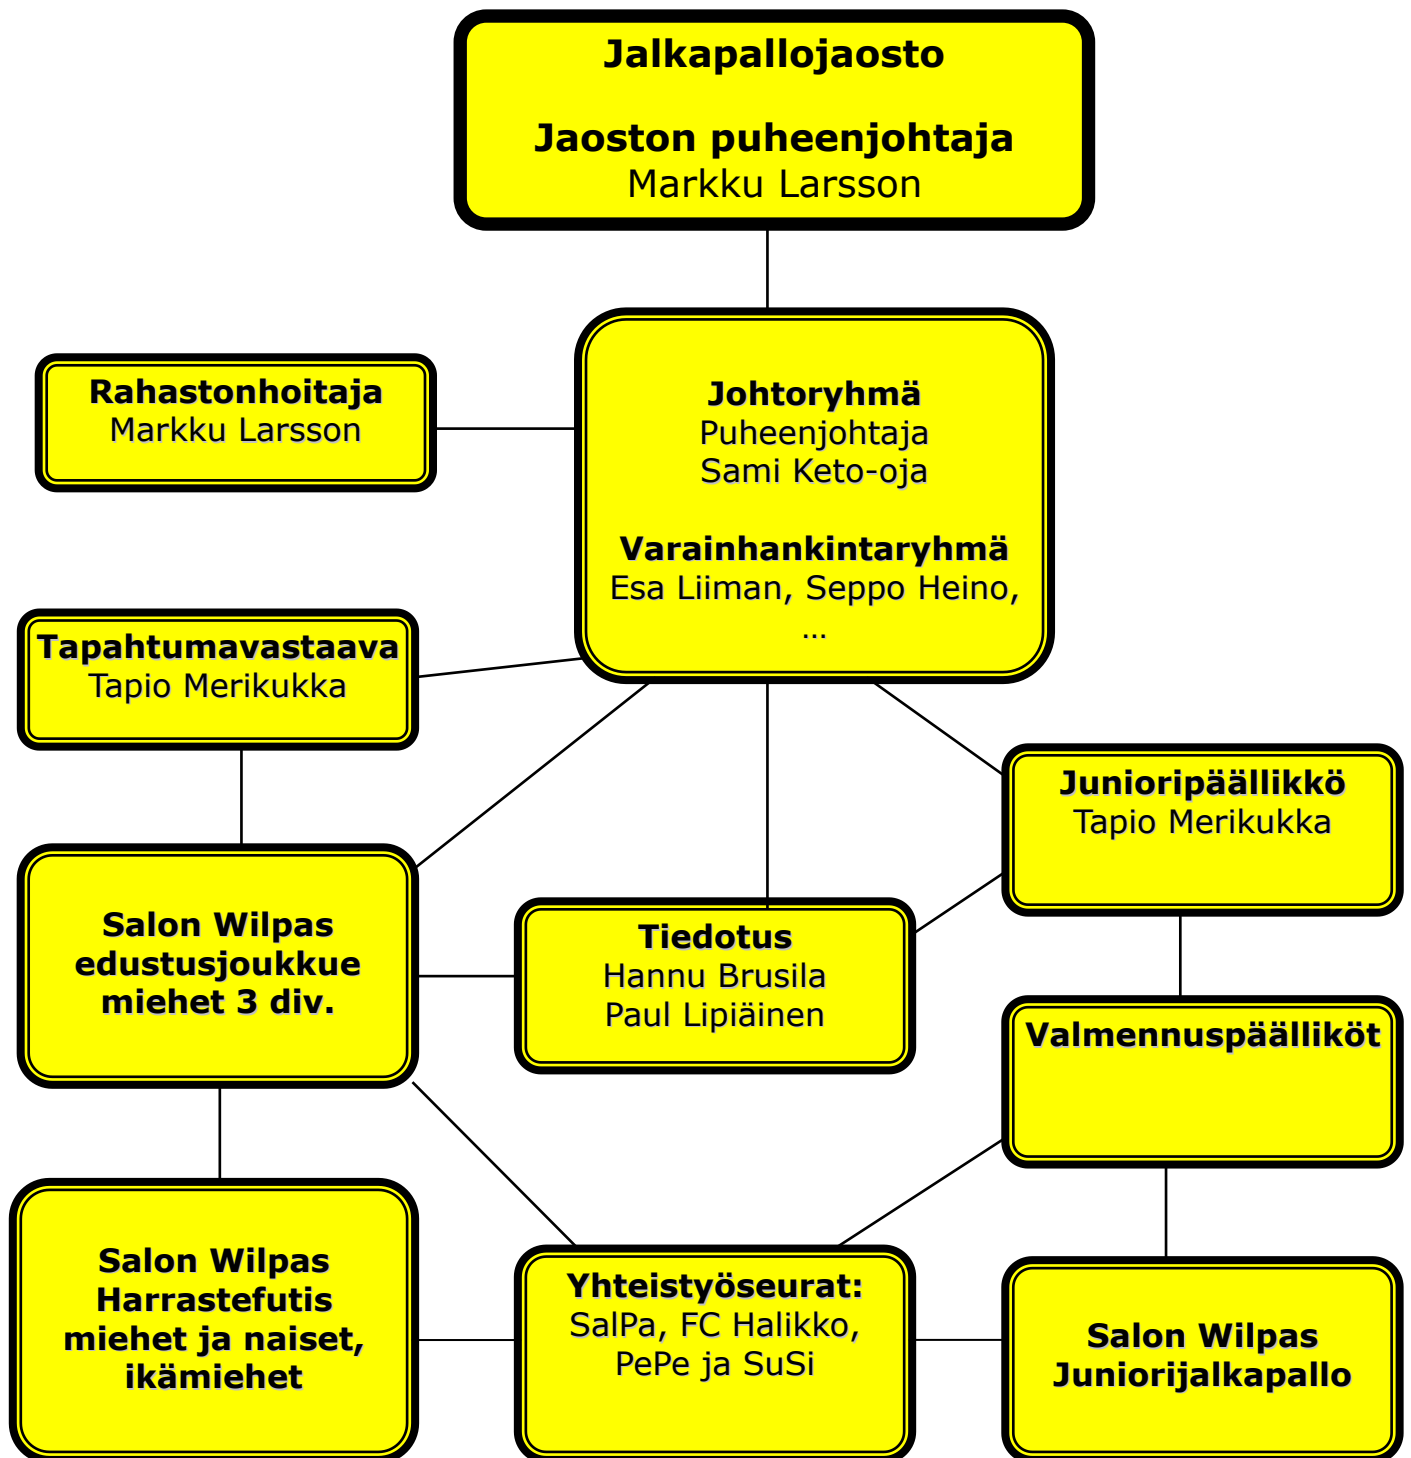 Jalkapallojaosto
Jaoston puheenjohtaja
Markku Larsson
Rahastonhoitaja
Markku Larsson
Johtoryhmä
Puheenjohtaja
Sami Keto-oja
Varainhankintaryhmä
Esa Liiman, Seppo Heino,
...
Tapahtumavastaava
Tapio Merikukka
Junioripäällikkö
Tapio Merikukka
Salon Wilpas
edustusjoukkue
miehet 3 div.
Tiedotus
Hannu Brusila
Paul Lipiäinen
Valmennuspäälliköt
Salon Wilpas
Harrastefutis
miehet ja naiset,
ikämiehet
Yhteistyöseurat:
SalPa, FC Halikko,
PePe ja SuSi
Salon Wilpas
Juniorijalkapallo